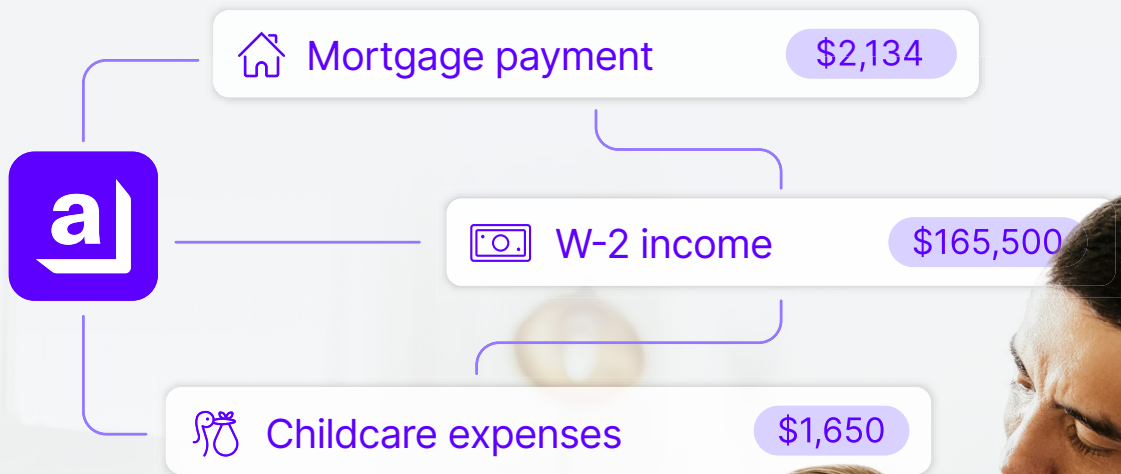 Mortgage payment $2,134
a
W-2 income $165,500
Childcare expenses $1,650